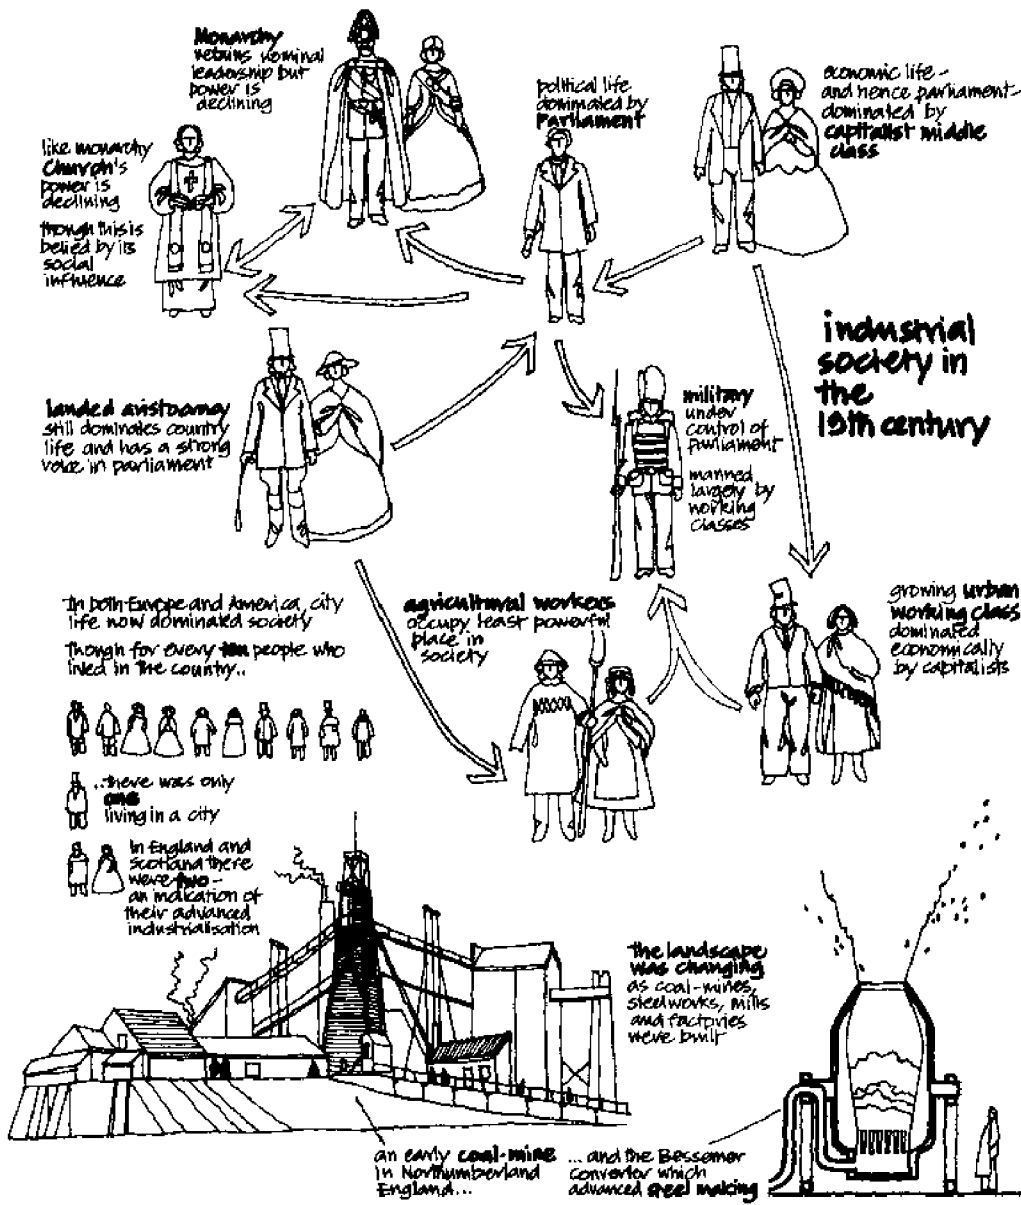 Monarchy
retains nominal
leadership but
power is
declining
political life
dominated by
Parliament
economic life -
and hence parliament -
dominated by
capitalist middle
class
like monarchy
Church's
power is
declining
though this is
belied by its
social
influence
industrial
society in
the
19th century
landed aristocracy
still dominates country
life and has a strong
voice in parliament
military
under
control of
parliament
manned
largely by
working
classes
In both Europe and America, city
life now dominated society
Though for every ten people who
lived in the country..
agricultural workers
occupy least powerful
place in
society
growing urban
working class
dominated
economically
by capitalists
...there was only
one
living in a city
In England and
Scotland there
were two -
an indication of
their advanced
industrialisation
the landscape
was changing
as coal-mines,
steelworks, mills
and factories
were built
an early coal-mine
in Northumberland
England...
... and the Bessemer
convertor which
advanced steel making